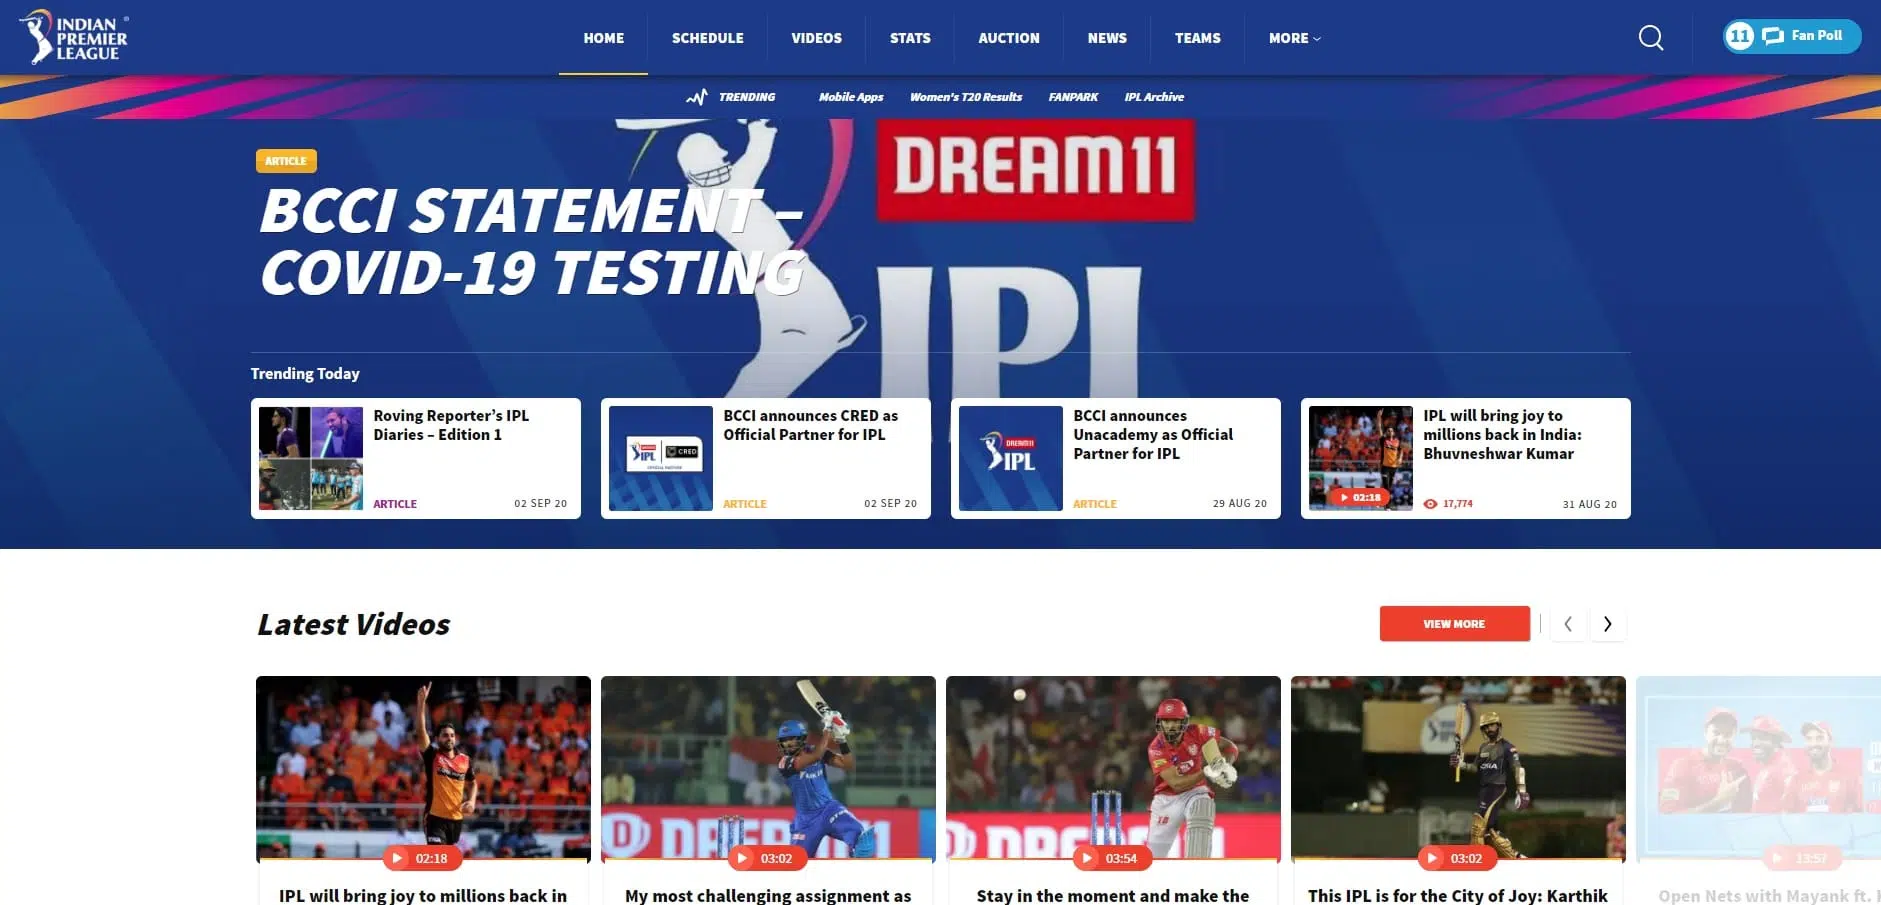 INDIAN
PREMIER
LEAGUE
HOME SCHEDULE VIDEOS STATS AUCTION NEWS TEAMS MORE
11 Fan Poll
TRENDING Mobile Apps Women's T20 Results FANPARK IPL Archive
ARTICLE
BCCI STATEMENT –
COVID-19 TESTING
DREAM11
IPL
Trending Today
Roving Reporter’s IPL
Diaries – Edition 1
ARTICLE 02 SEP 20
IPL CRED
OFFICIAL PARTNER
BCCI announces CRED as
Official Partner for IPL
ARTICLE 02 SEP 20
DREAM11
IPL
BCCI announces
Unacademy as Official
Partner for IPL
ARTICLE 29 AUG 20
02:18
IPL will bring joy to
millions back in India:
Bhuvneshwar Kumar
17,774 31 AUG 20
Latest Videos
VIEW MORE
02:18
IPL will bring joy to millions back in
03:02
My most challenging assignment as
03:54
Stay in the moment and make the
03:02
This IPL is for the City of Joy: Karthik
13:57
Open Nets with Mayank ft.